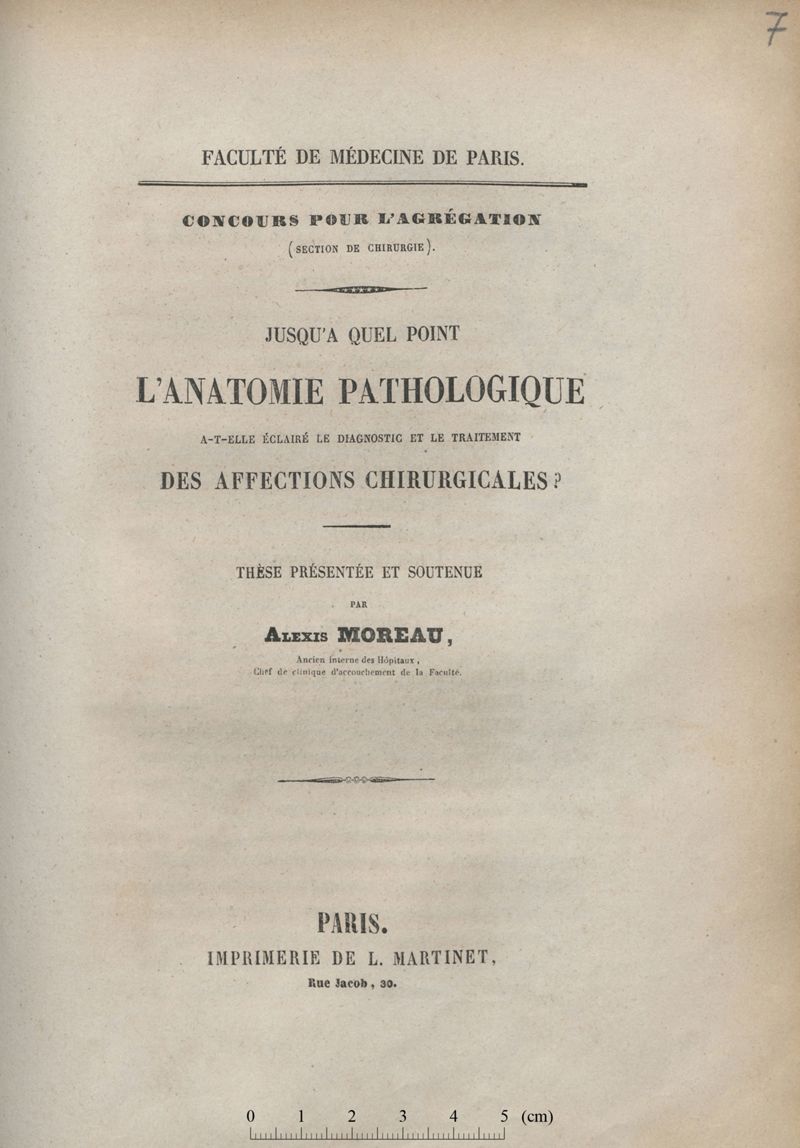 7
FACULTÉ DE MÉDECINE DE PARIS.
CONCOURS POUR L'AGRÉGATION
(SECTION DE CHIRURGIE).
JUSQU'A QUEL POINT
L'ANATOMIE PATHOLOGIQUE
A-T-ELLE ÉCLAIRÉ LE DIAGNOSTIC ET LE TRAITEMENT
DES AFFECTIONS CHIRURGICALES?
THÈSE PRÉSENTÉE ET SOUTENUE
PAR
ALEXIS MOREAU,
Ancien Interne des Hôpitaux,
Chef de clinique d'accouchement de la Faculté.
PARIS.
IMPRIMERIE DE L. MARTINET,
Rue Jacob, 30.
0 1 2 3 4 5 (cm)